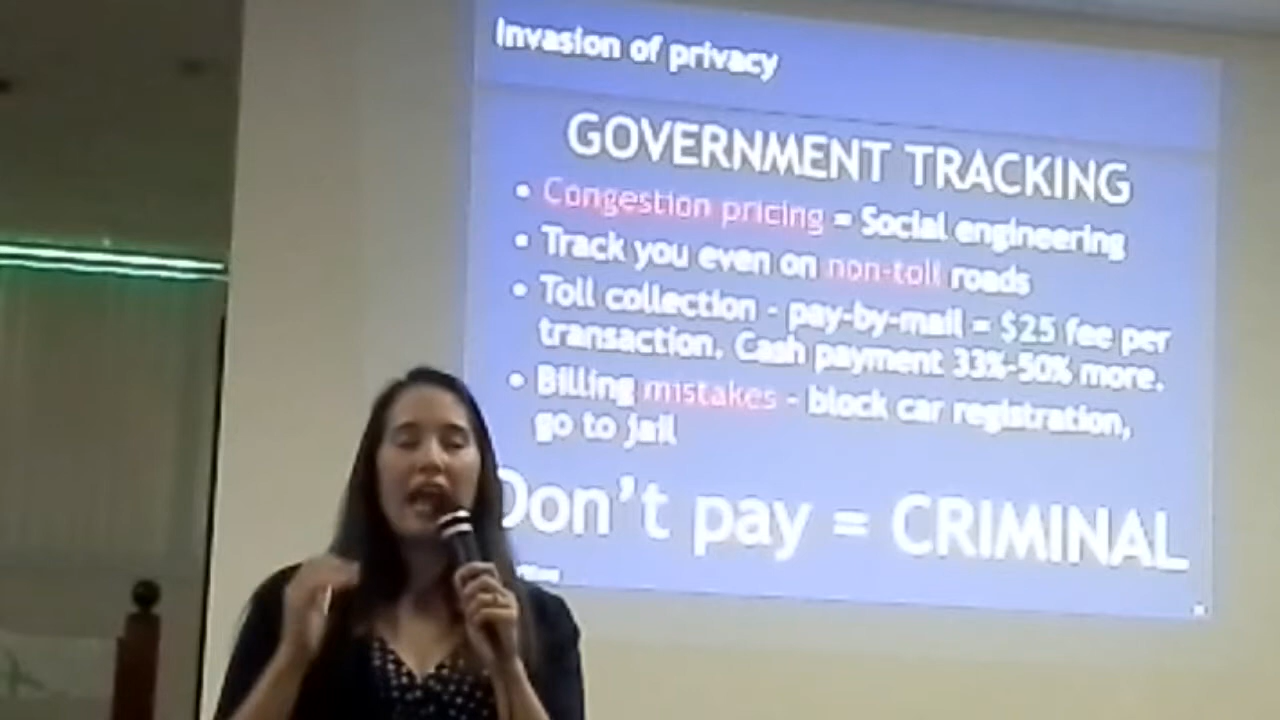 Invasion of privacy
GOVERNMENT TRACKING
• Congestion pricing = Social engineering
• Track you even on non-toll roads
• Toll collection - pay-by-mail = $25 fee per
transaction. Cash payment 33%-50% more.
• Billing mistakes - block car registration,
go to jail
Don't pay = CRIMINAL